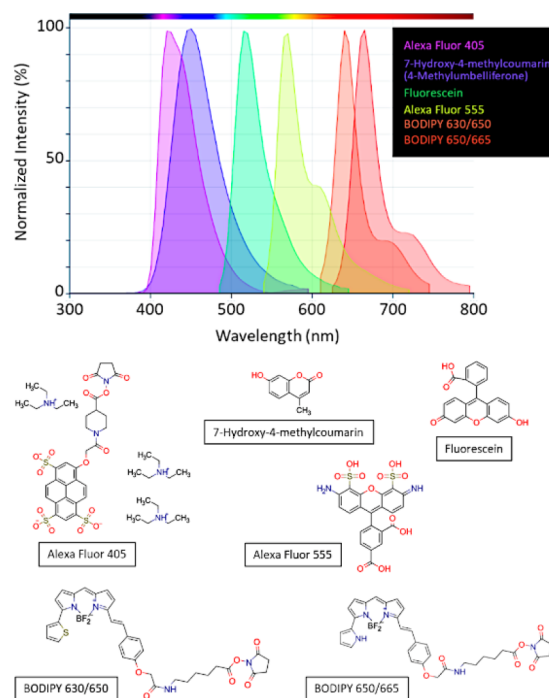 100
50
0
Normalized Intensity (%)
300
400
500
600
700
800
Wavelength (nm)
Alexa Fluor 405
7-Hydroxy-4-methylcoumarin
(4-Methylumbelliferone)
Fluorescein
Alexa Fluor 555
BODIPY 630/650
BODIPY 650/665
Alexa Fluor 405
7-Hydroxy-4-methylcoumarin
Fluorescein
Alexa Fluor 555
BODIPY 630/650
BODIPY 650/665